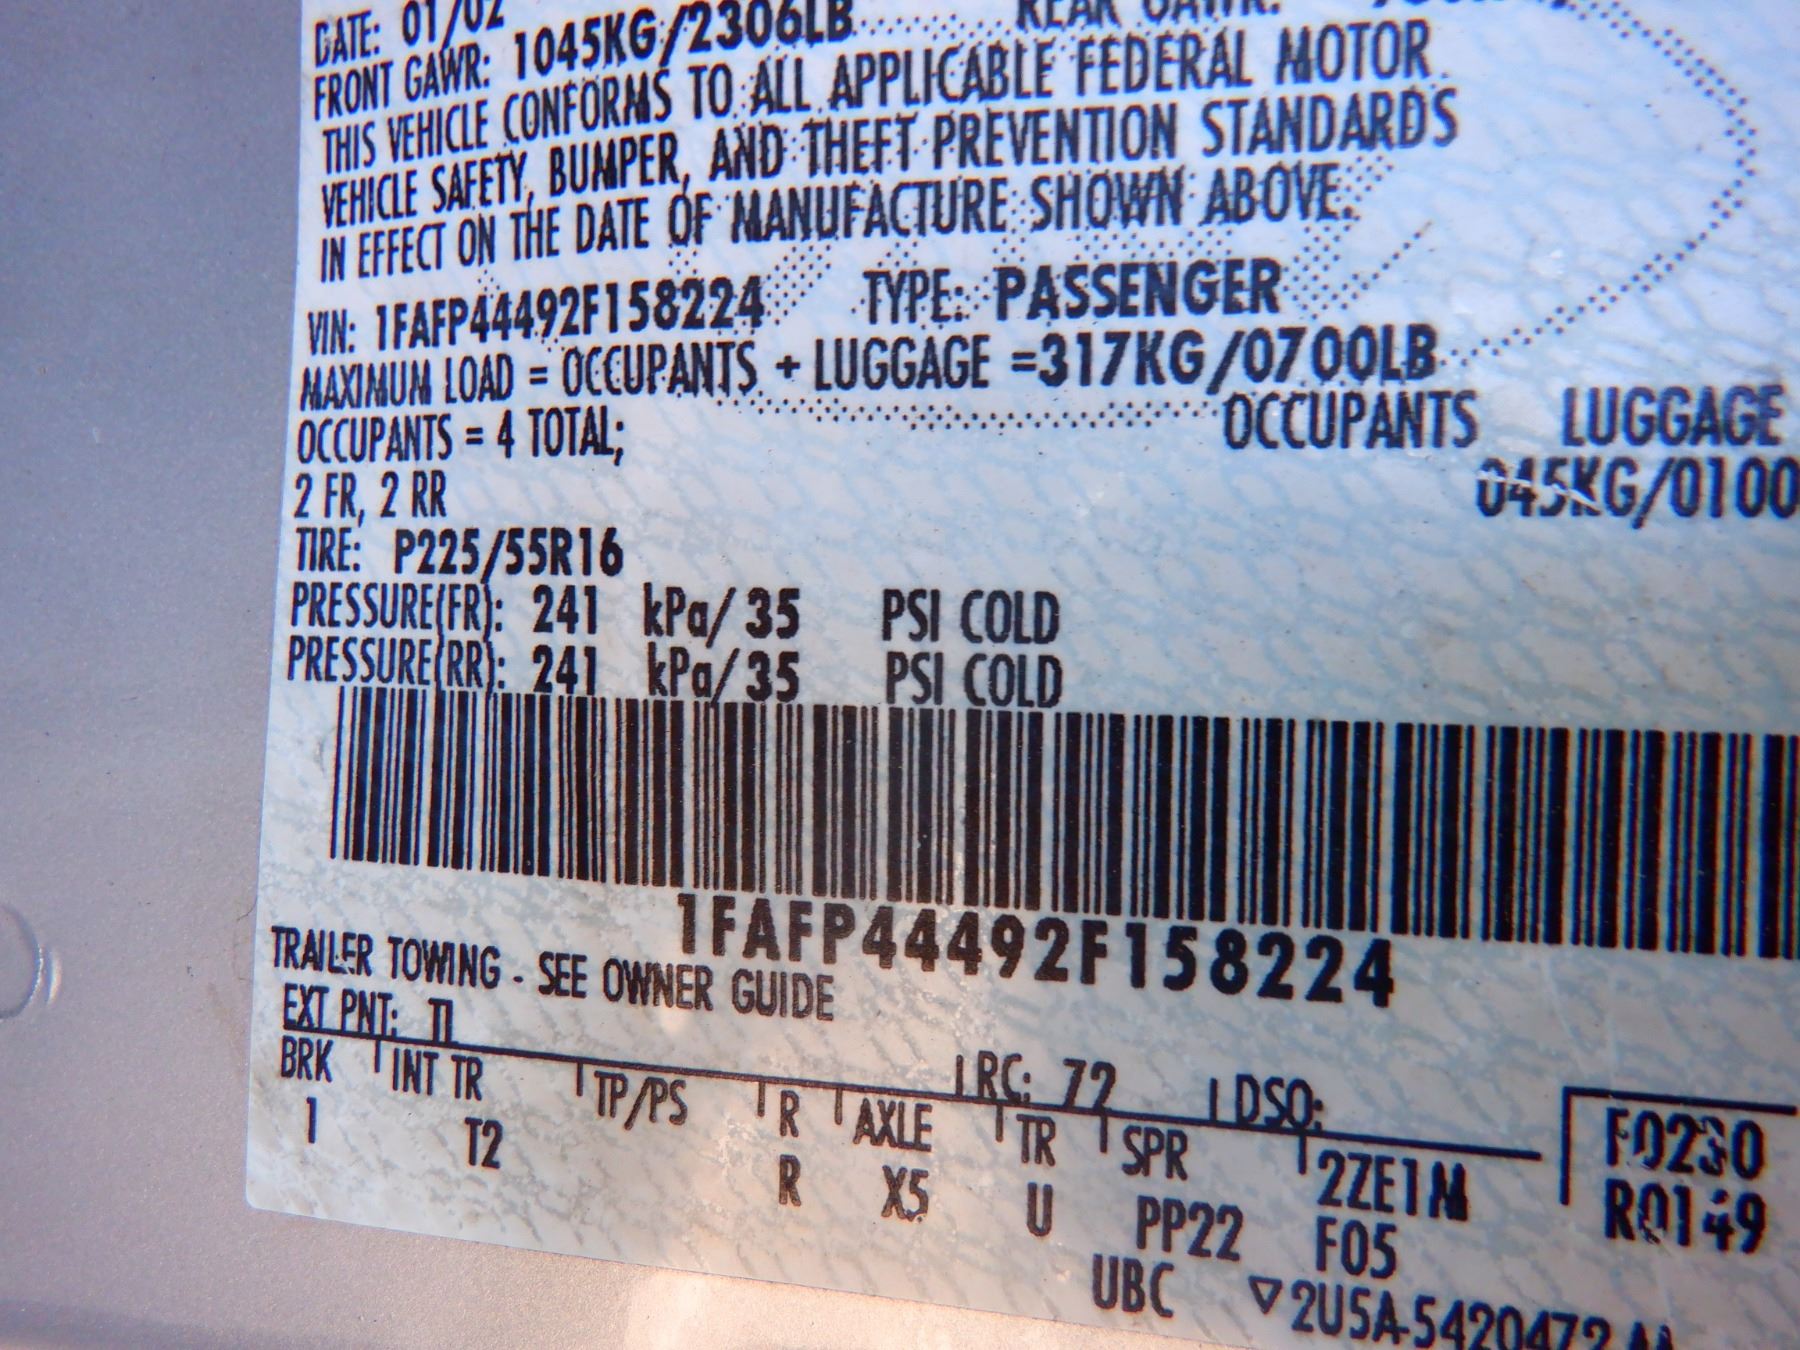 DATE: 01/02
FRONT GAWR: 1045KG/2306LB REAR GAWR:
THIS VEHICLE CONFORMS TO ALL APPLICABLE FEDERAL MOTOR
VEHICLE SAFETY, BUMPER, AND THEFT PREVENTION STANDARDS
IN EFFECT ON THE DATE OF MANUFACTURE SHOWN ABOVE.
VIN: 1FAFP44492F158224 TYPE: PASSENGER
MAXIMUM LOAD = OCCUPANTS + LUGGAGE =317KG/0700LB
OCCUPANTS = 4 TOTAL; OCCUPANTS LUGGAGE
2 FR, 2 RR 045KG/0100
TIRE: P225/55R16
PRESSURE(FR): 241 kPa/ 35 PSI COLD
PRESSURE(RR): 241 kPa/ 35 PSI COLD
1FAFP44492F158224
TRAILER TOWING - SEE OWNER GUIDE
EXT PNT: TL RC: 72 DSO:
BRK INT TR TP/PS R AXLE TR SPR 2ZE1M F0230
1 T2 R X5 U PP22 F05 R0149
UBC ▽2U5A-5420472